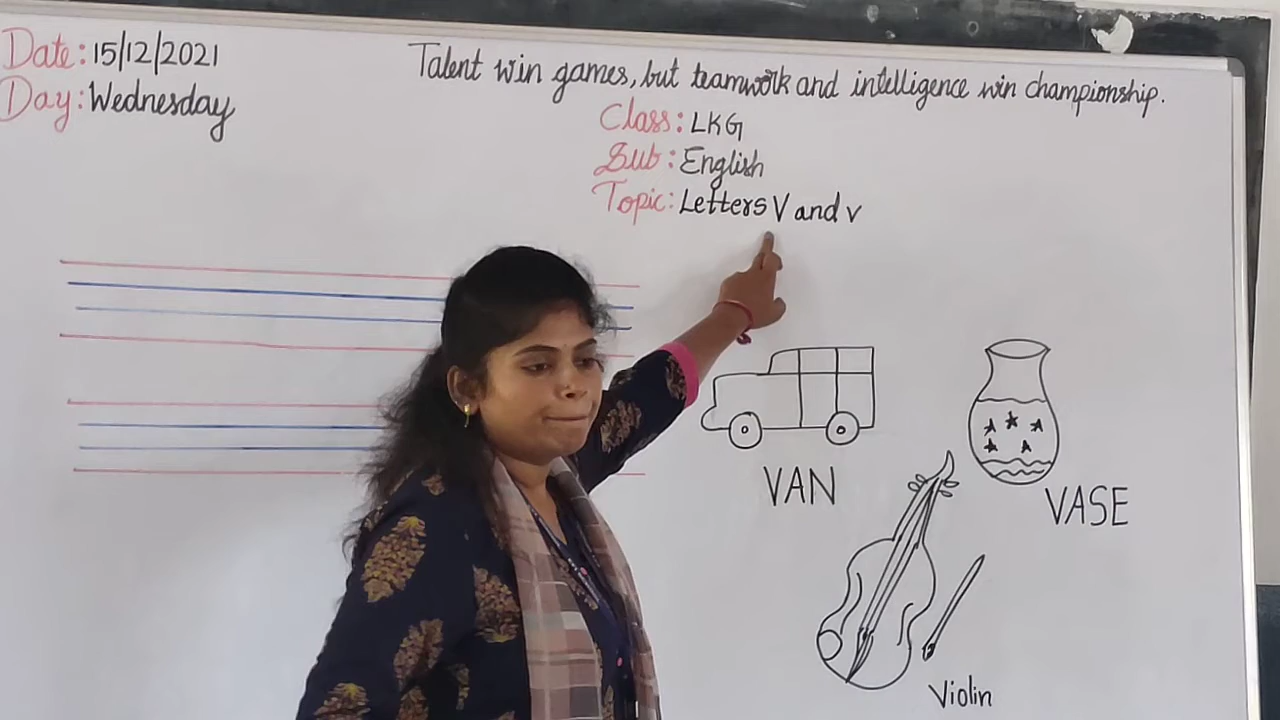 Date: 15/12/2021
Day: Wednesday
Talent win games, but teamwork and intelligence win championship.
Class: LKG
Sub: English
Topic: Letters V and v
VAN
VASE
Violin